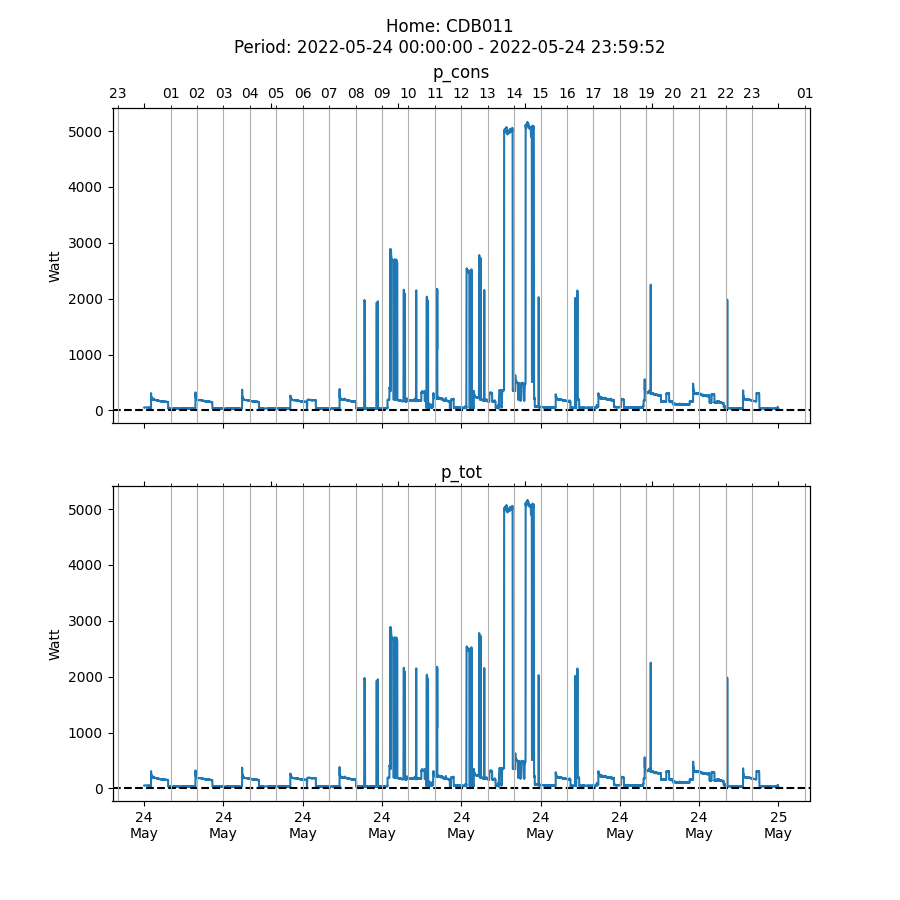 Home: CDB011
Period: 2022-05-24 00:00:00 - 2022-05-24 23:59:52
p_cons
23 01 02 03 04 05 06 07 08 09 10 11 12 13 14 15 16 17 18 19 20 21 22 23 01
5000
4000
3000
2000
1000
0
Watt
p_tot
5000
4000
3000
2000
1000
0
Watt
24 24 24 24 24 24 24 24 25
May May May May May May May May May